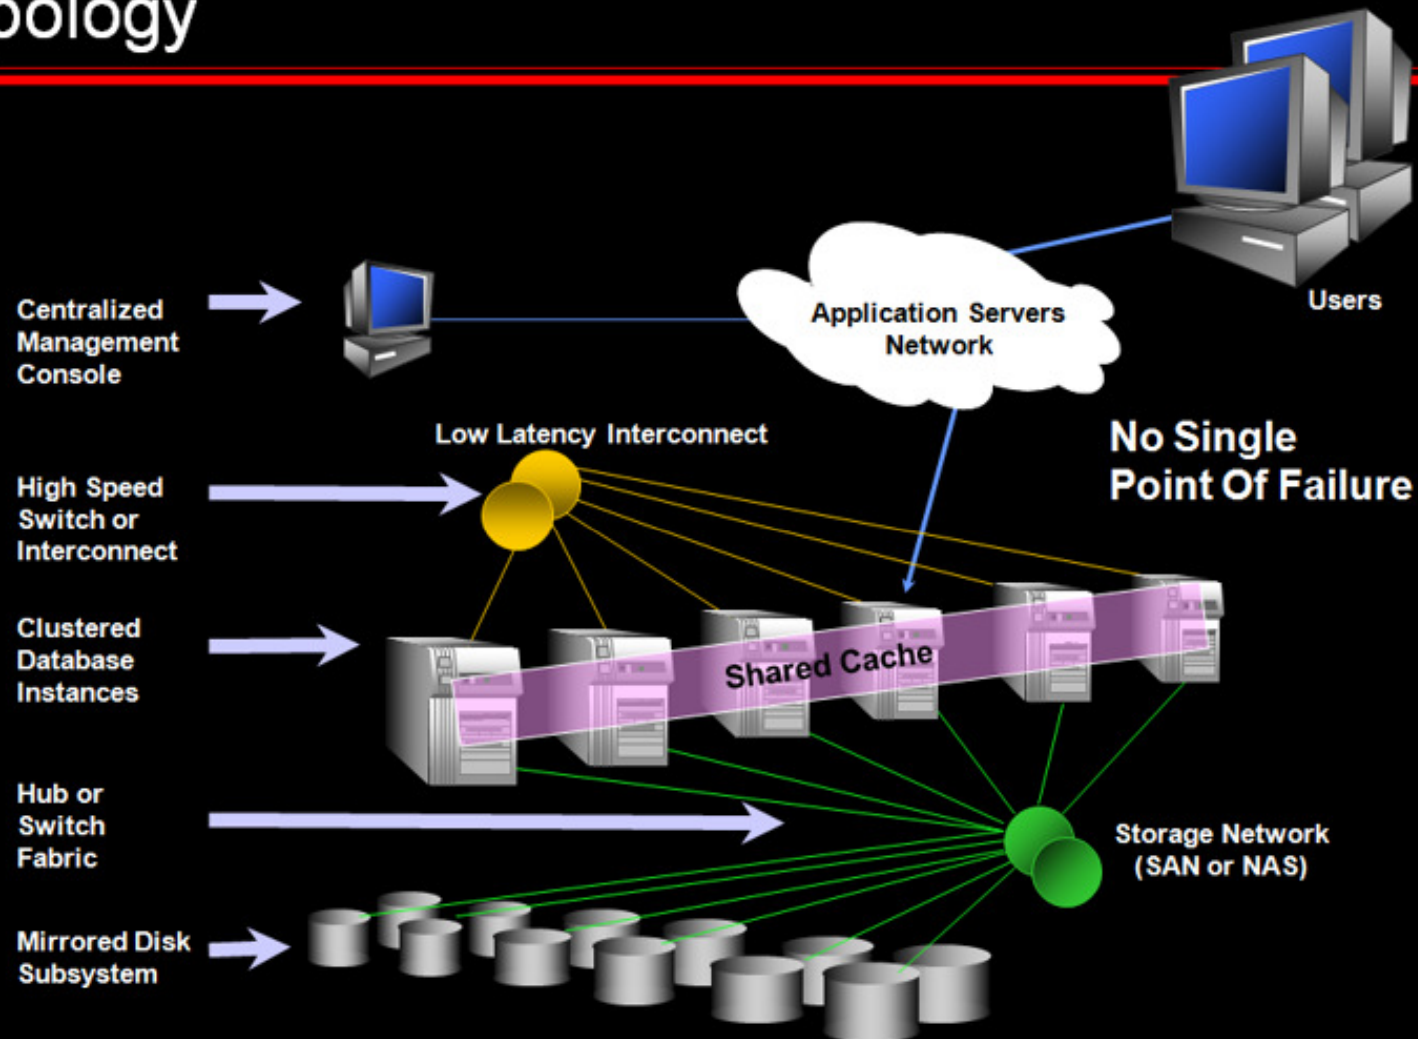 pology
Users
Application Servers
Network
Centralized
Management
Console
Low Latency Interconnect
No Single
Point Of Failure
High Speed
Switch or
Interconnect
Clustered
Database
Instances
Shared Cache
Hub or
Switch
Fabric
Storage Network
(SAN or NAS)
Mirrored Disk
Subsystem